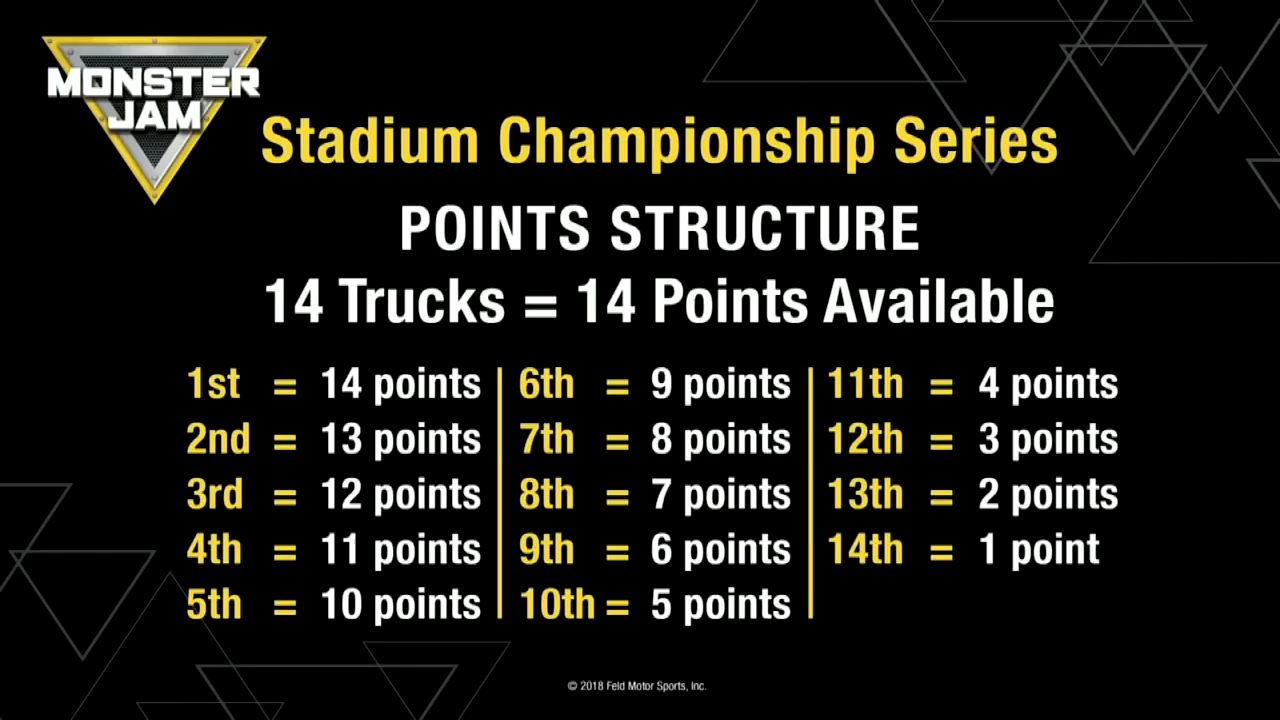 MONSTER
JAM
Stadium Championship Series
POINTS STRUCTURE
14 Trucks = 14 Points Available
1st = 14 points
2nd = 13 points
3rd = 12 points
4th = 11 points
5th = 10 points
6th = 9 points
7th = 8 points
8th = 7 points
9th = 6 points
10th = 5 points
11th = 4 points
12th = 3 points
13th = 2 points
14th = 1 point
© 2018 Feld Motor Sports, Inc.